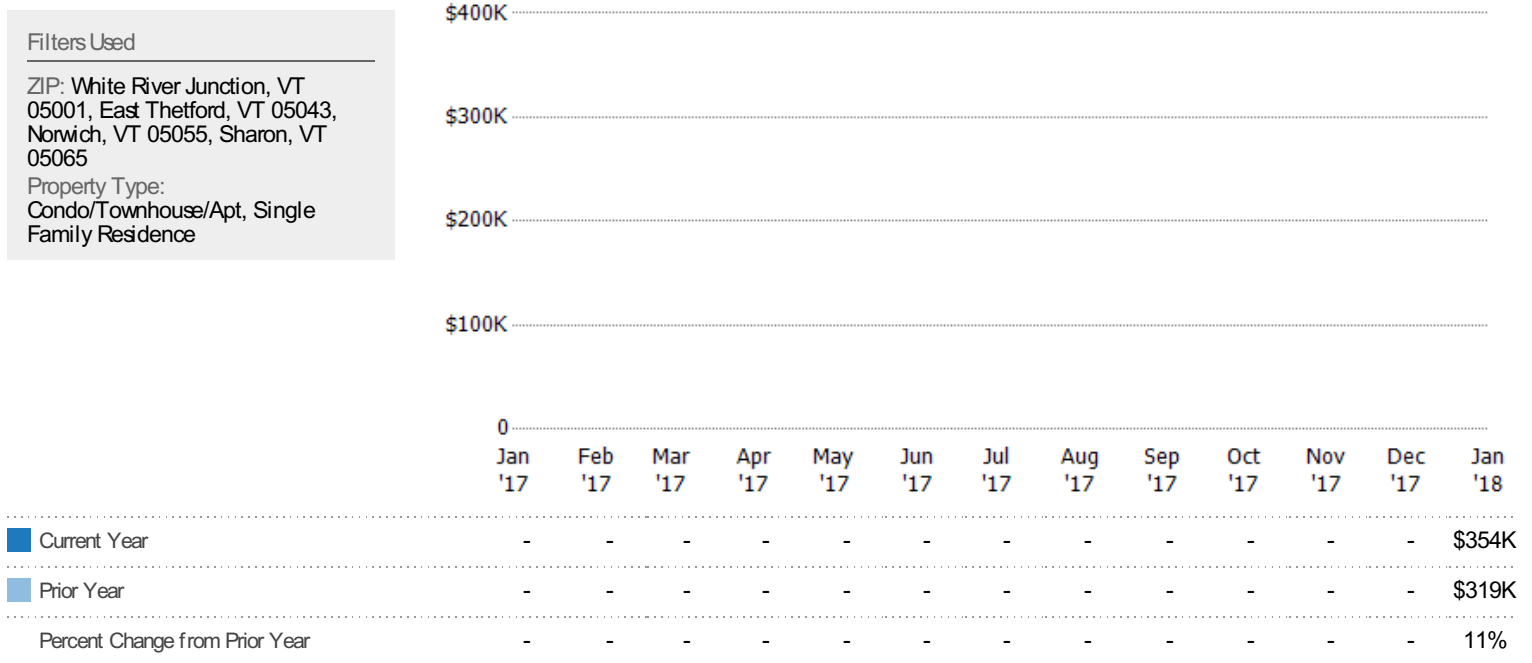 Filters Used
ZIP: White River Junction, VT
05001, East Thetford, VT 05043,
Norwich, VT 05055, Sharon, VT
05065
Property Type:
Condo/Townhouse/Apt, Single
Family Residence
$400K
$300K
$200K
$100K
0
Jan Feb Mar Apr May Jun Jul Aug Sep Oct Nov Dec Jan
'17 '17 '17 '17 '17 '17 '17 '17 '17 '17 '17 '17 '18
Current Year - - - - - - - - - - - - $354K
Prior Year - - - - - - - - - - - - $319K
Percent Change from Prior Year - - - - - - - - - - - - 11%